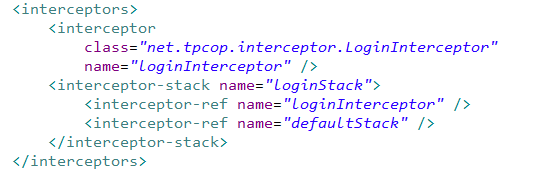 <interceptors>
    <interceptor
        class="net.tpcop.interceptor.LoginInterceptor"
        name="loginInterceptor" />
    <interceptor-stack name="loginStack">
        <interceptor-ref name="loginInterceptor" />
        <interceptor-ref name="defaultStack" />
    </interceptor-stack>
</interceptors>